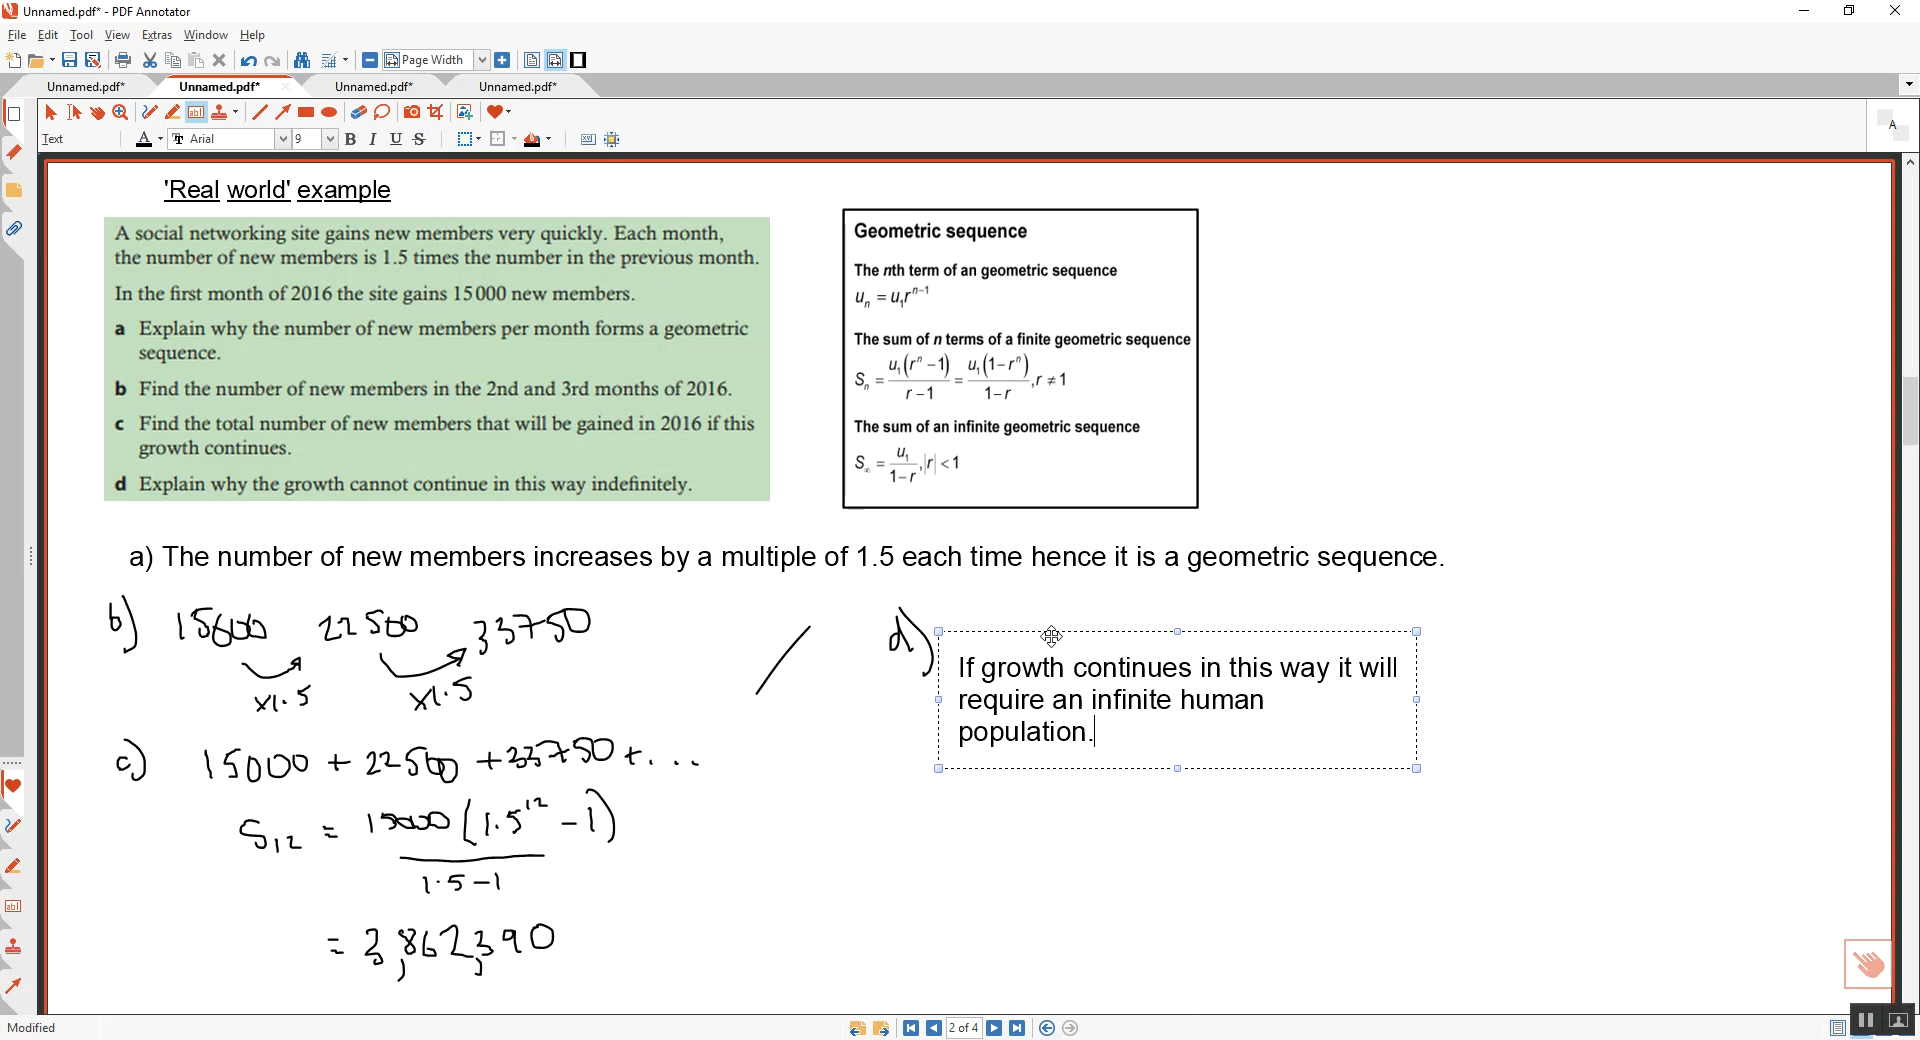 Unnamed.pdf* - PDF Annotator
File Edit Tool View Extras Window Help
Page Width
Unnamed.pdf* Unnamed.pdf* Unnamed.pdf* Unnamed.pdf*
Text A Arial 9 B I U S
A
'Real world' example
A social networking site gains new members very quickly. Each month,
the number of new members is 1.5 times the number in the previous month.
In the first month of 2016 the site gains 15 000 new members.
a Explain why the number of new members per month forms a geometric
sequence.
b Find the number of new members in the 2nd and 3rd months of 2016.
c Find the total number of new members that will be gained in 2016 if this
growth continues.
d Explain why the growth cannot continue in this way indefinitely.
Geometric sequence
The nth term of an geometric sequence
uₙ = u₁rⁿ⁻¹
The sum of n terms of a finite geometric sequence
Sₙ = u₁(rⁿ − 1) / (r − 1) = u₁(1 − rⁿ) / (1 − r), r ≠ 1
The sum of an infinite geometric sequence
S∞ = u₁ / (1 − r), |r| < 1
a) The number of new members increases by a multiple of 1.5 each time hence it is a geometric sequence.
b) 15000 22500 33750
×1.5 ×1.5
c) 15000 + 22500 + 33750 + ...
S₁₂ = 15000 (1.5¹² − 1)
1.5 − 1
= 3,862,390
d)
If growth continues in this way it will
require an infinite human
population.
Modified
2 of 4